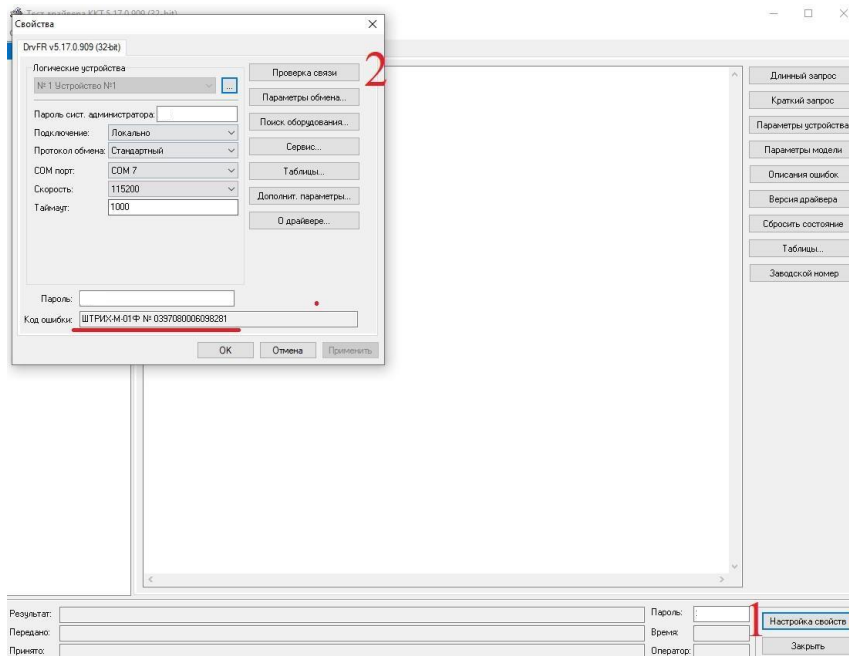 Тест драйвера ККТ 5.17.0.909 (32-bit)
Свойства
DrvFR v5.17.0.909 (32-bit)
Логические устройства
№ 1 Устройство №1
...
Пароль сист. администратора:
Подключение: Локально
Протокол обмена: Стандартный
COM порт: COM 7
Скорость: 115200
Таймаут: 1000
Проверка связи
2
Параметры обмена...
Поиск оборудования...
Сервис...
Таблицы...
Дополнит. параметры...
О драйвере...
Пароль:
Код ошибки: ШТРИХ-М-01Ф № 0397080006098281
OK
Отмена
Применить
Длинный запрос
Краткий запрос
Параметры устройства
Параметры модели
Описания ошибок
Версия драйвера
Сбросить состояние
Таблицы...
Заводской номер
Результат:
Передано:
Принято:
Пароль:
Время:
Оператор:
1
Настройка свойств
Закрыть